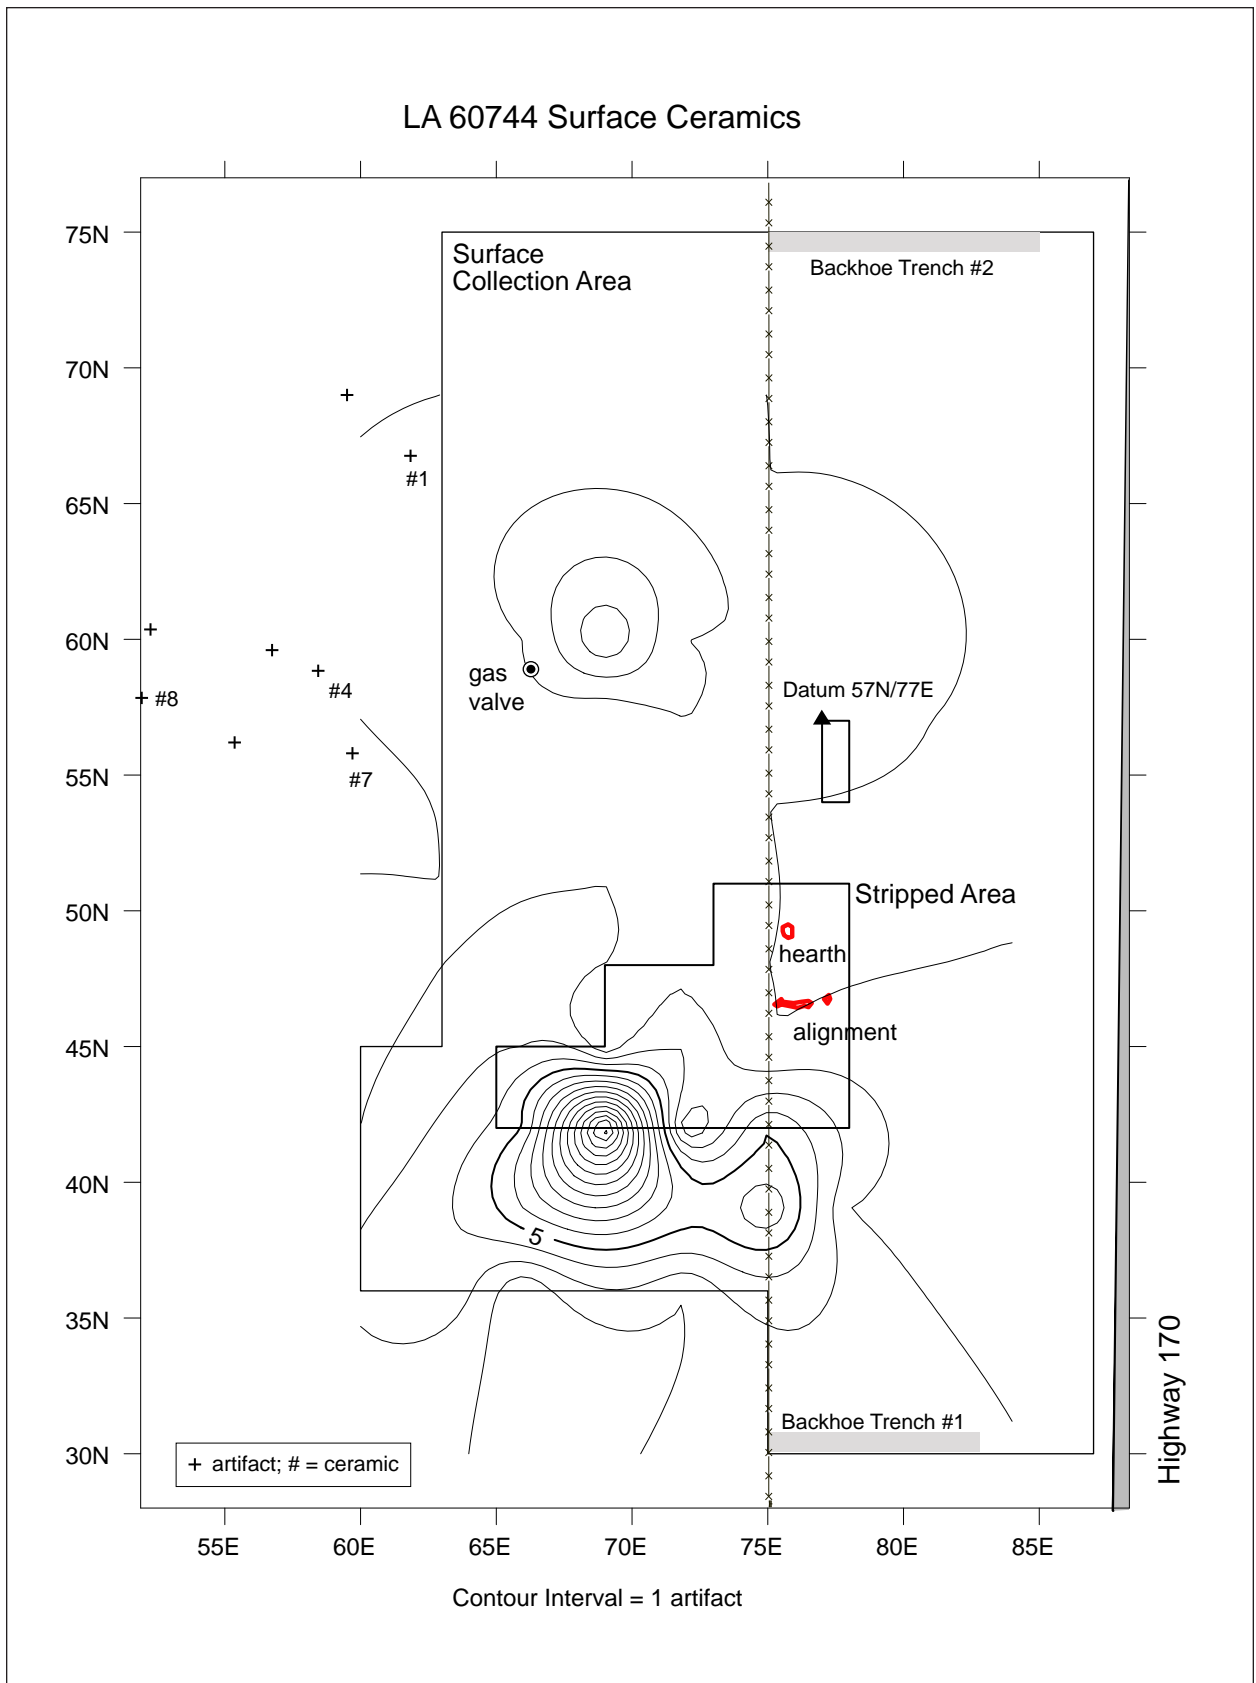 LA 60744 Surface Ceramics
75N
Surface
Collection Area
Backhoe Trench #2
70N
#1
65N
60N
gas
valve
#4
#8
Datum 57N/77E
#7
55N
50N
Stripped Area
hearth
alignment
45N
40N
5
35N
Highway 170
Backhoe Trench #1
30N
+ artifact; # = ceramic
55E 60E 65E 70E 75E 80E 85E
Contour Interval = 1 artifact